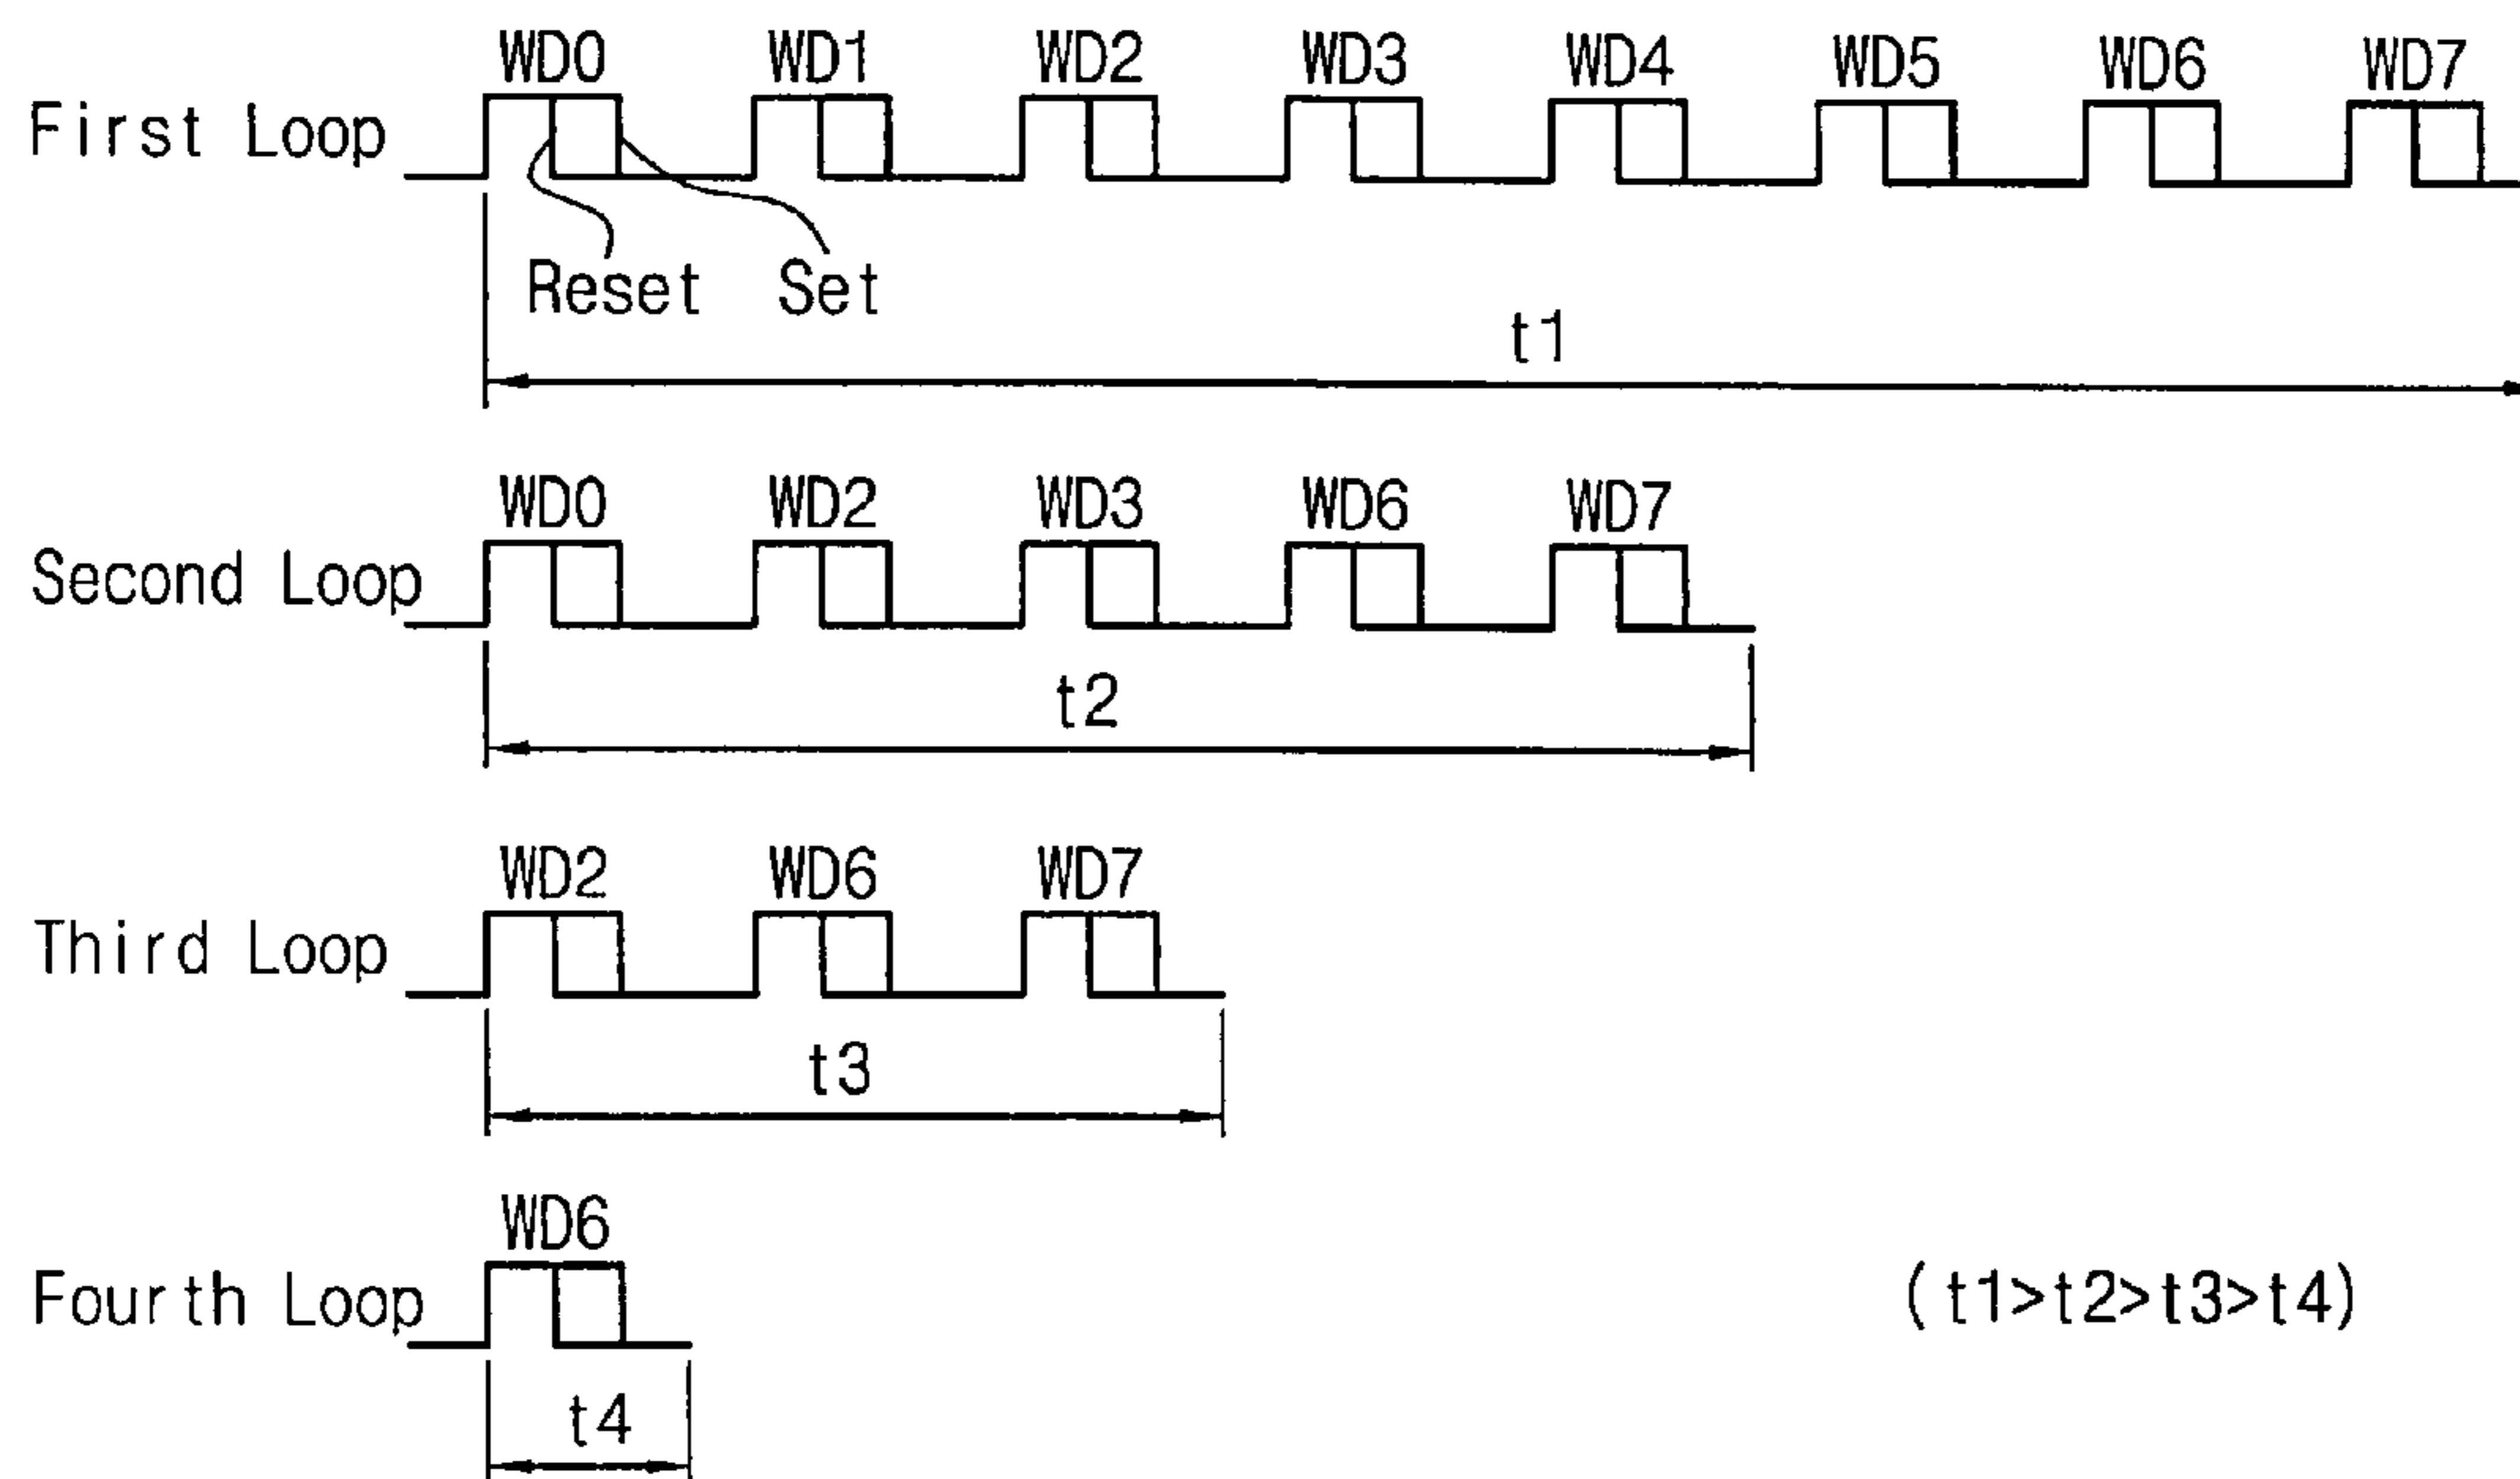 WD0 WD1 WD2 WD3 WD4 WD5 WD6 WD7
First Loop
Reset Set
t1
WD0 WD2 WD3 WD6 WD7
Second Loop
t2
WD2 WD6 WD7
Third Loop
t3
WD6
Fourth Loop
(t1>t2>t3>t4)
t4